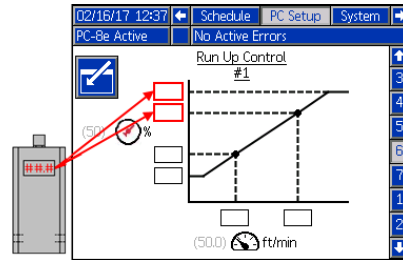 02/16/17 12:37 Schedule PC Setup System
PC-8e Active No Active Errors
Run Up Control
#1
3
4
(50) %
5
##.#
6
7
1
2
(50.0) ft/min